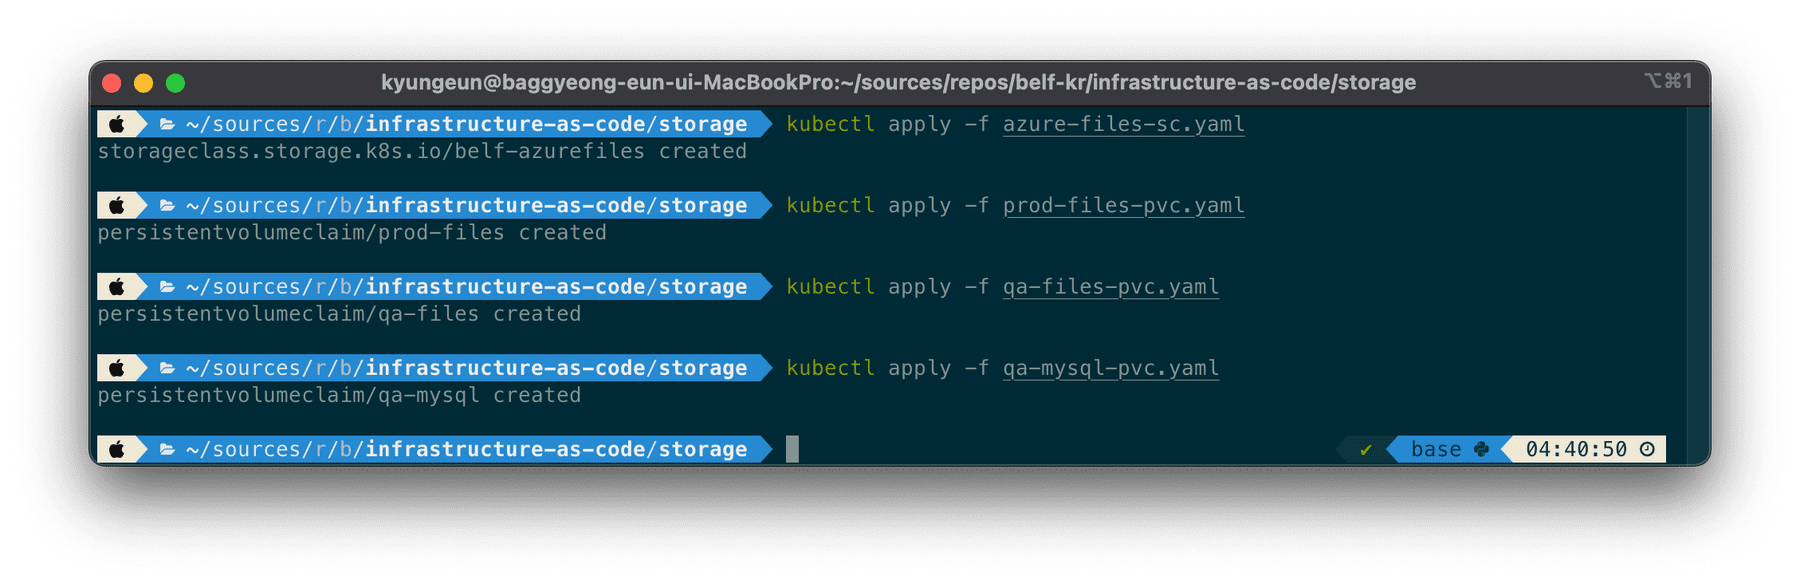 kyungeun@baggyeong-eun-ui-MacBookPro:~/sources/repos/belf-kr/infrastructure-as-code/storage ⌥⌘1
~/sources/r/b/infrastructure-as-code/storage kubectl apply -f azure-files-sc.yaml
storageclass.storage.k8s.io/belf-azurefiles created
~/sources/r/b/infrastructure-as-code/storage kubectl apply -f prod-files-pvc.yaml
persistentvolumeclaim/prod-files created
~/sources/r/b/infrastructure-as-code/storage kubectl apply -f qa-files-pvc.yaml
persistentvolumeclaim/qa-files created
~/sources/r/b/infrastructure-as-code/storage kubectl apply -f qa-mysql-pvc.yaml
persistentvolumeclaim/qa-mysql created
~/sources/r/b/infrastructure-as-code/storage ✔ base 04:40:50